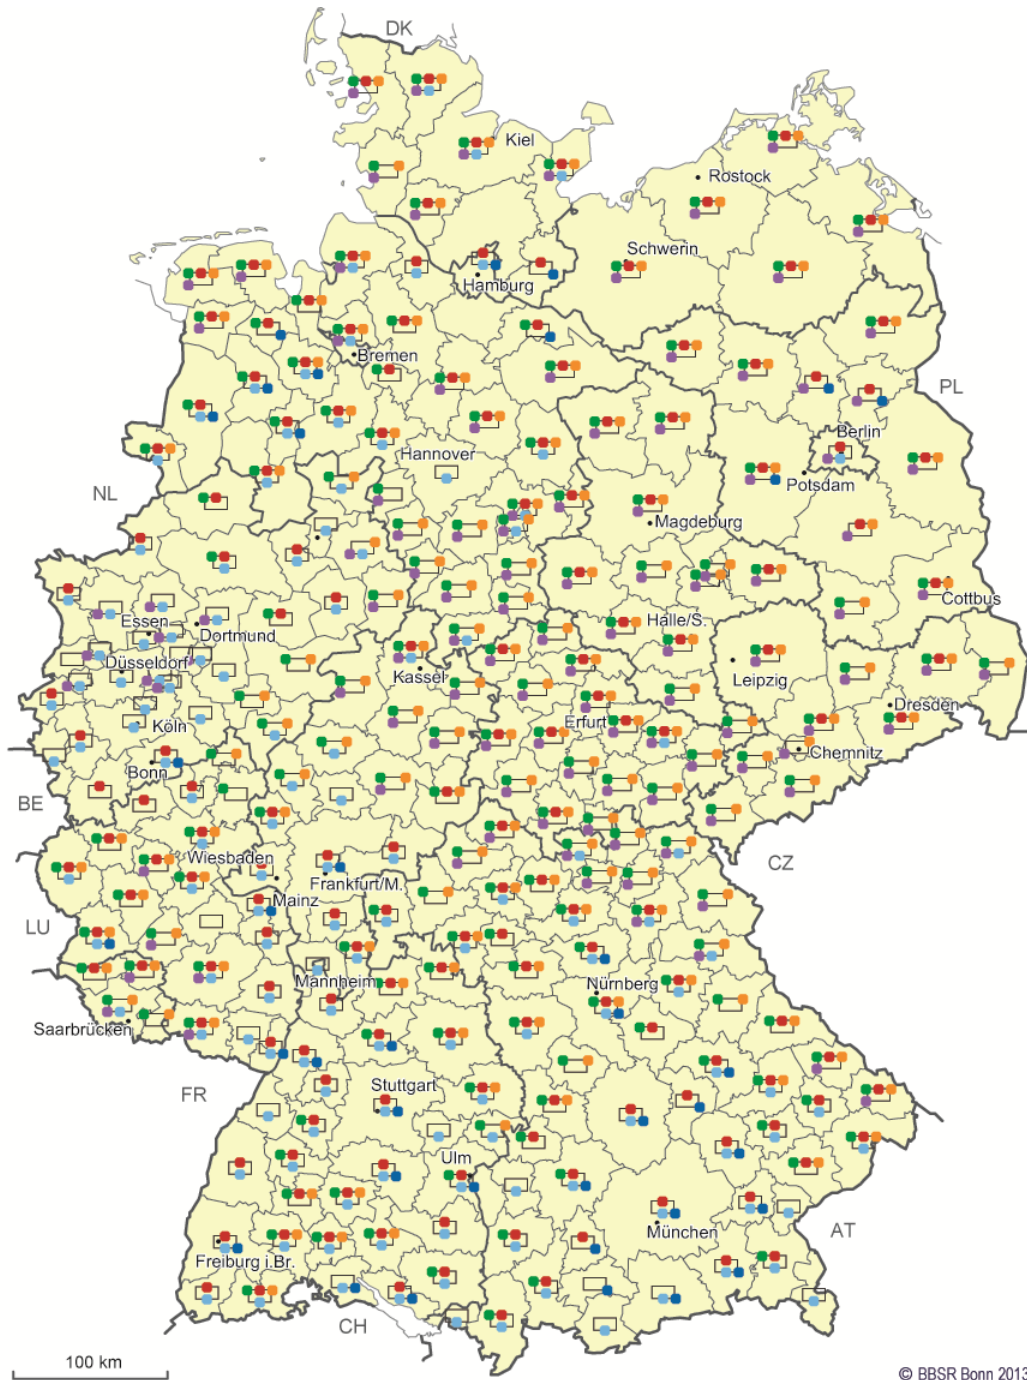 DK
Kiel
Rostock
Schwerin
Hamburg
Bremen
PL
Berlin
Hannover
Potsdam
NL
Magdeburg
Cottbus
Essen
Dortmund
Halle/S.
Düsseldorf
Kassel
Leipzig
Dresden
Köln
Erfurt
Chemnitz
Bonn
BE
Wiesbaden
CZ
Frankfurt/M.
Mainz
LU
Mannheim
Nürnberg
Saarbrücken
FR
Stuttgart
Ulm
München
AT
Freiburg i.Br.
CH
100 km
© BBSR Bonn 2013